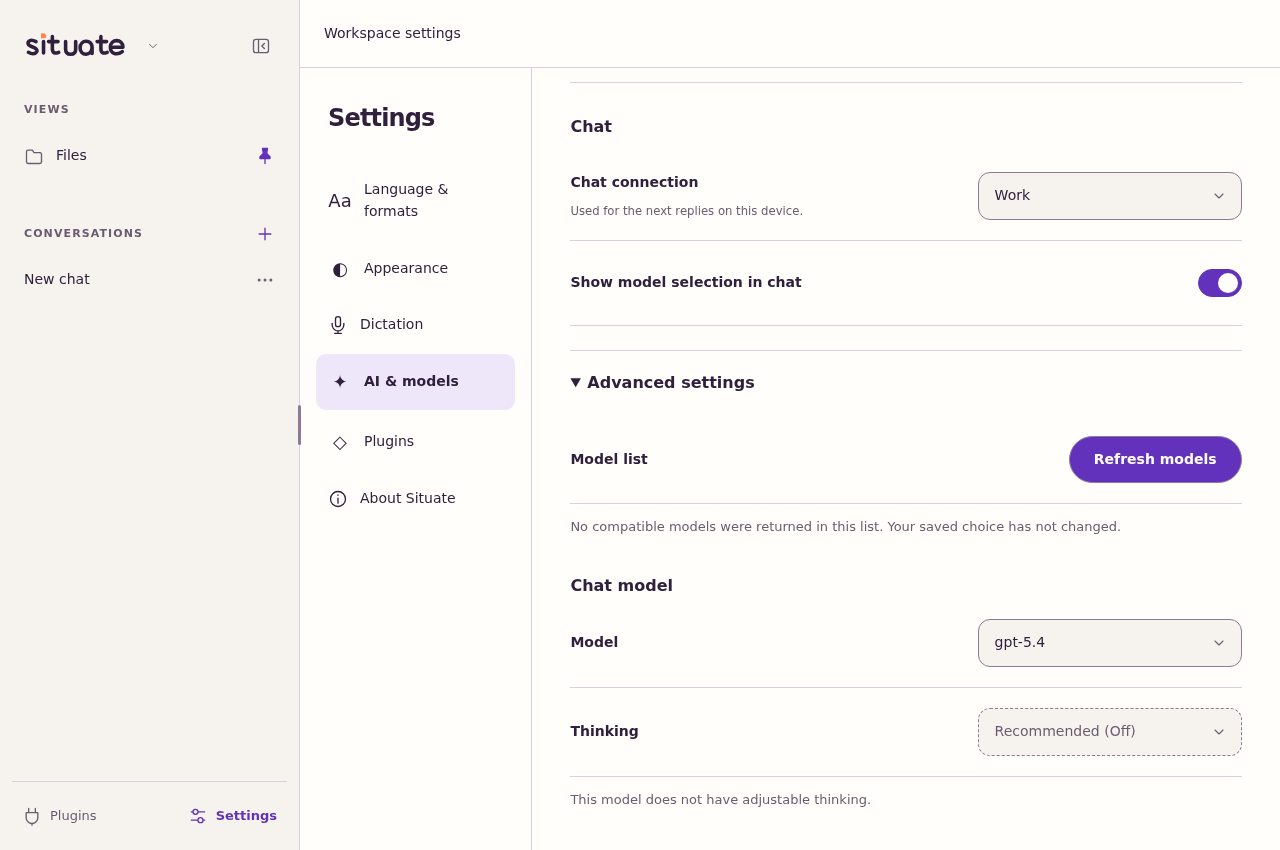 situate
Workspace settings
VIEWS
Files
CONVERSATIONS
New chat
Plugins
Settings
Settings
Aa Language &
formats
Appearance
Dictation
AI & models
Plugins
About Situate
Chat
Chat connection
Used for the next replies on this device.
Work
Show model selection in chat
Advanced settings
Model list
Refresh models
No compatible models were returned in this list. Your saved choice has not changed.
Chat model
Model
gpt-5.4
Thinking
Recommended (Off)
This model does not have adjustable thinking.